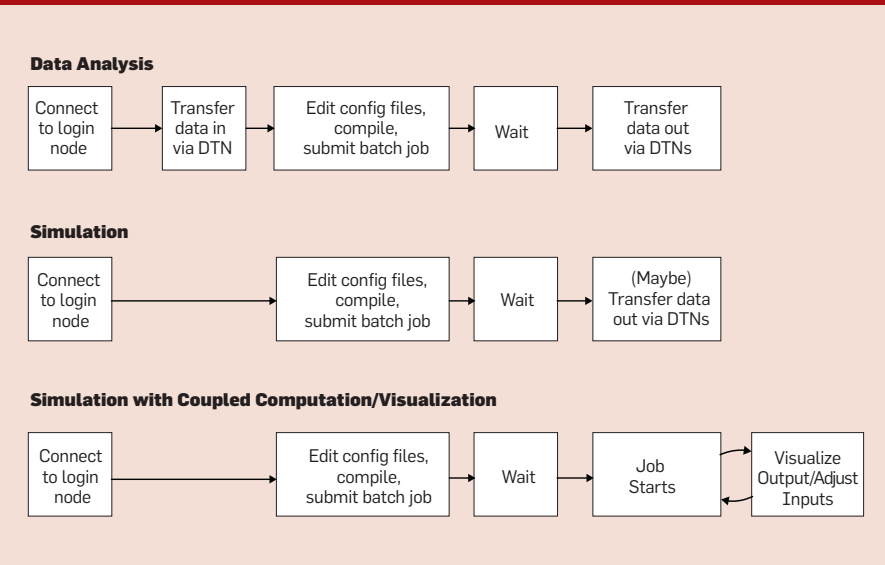 Data Analysis
Connect
to login
node
Transfer
data in
via DTN
Edit config files,
compile,
submit batch job
Wait
Transfer
data out
via DTNs
Simulation
Connect
to login
node
Edit config files,
compile,
submit batch job
Wait
(Maybe)
Transfer data
out via DTNs
Simulation with Coupled Computation/Visualization
Connect
to login
node
Edit config files,
compile,
submit batch job
Wait
Job
Starts
Visualize
Output/Adjust
Inputs